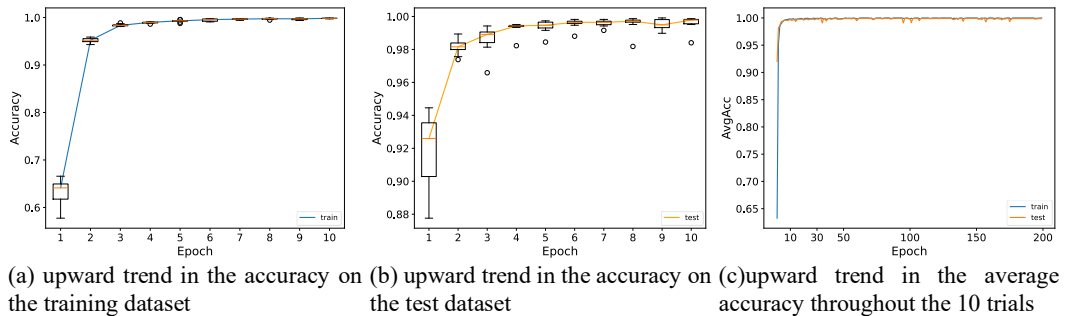 1.0
0.9
0.8
0.7
0.6
Accuracy
1 2 3 4 5 6 7 8 9 10
Epoch
train
1.00
0.98
0.96
0.94
0.92
0.90
0.88
Accuracy
1 2 3 4 5 6 7 8 9 10
Epoch
test
1.00
0.95
0.90
0.85
0.80
0.75
0.70
0.65
AvgAcc
10 30 50 100 150 200
Epoch
train
test
(a) upward trend in the accuracy on
the training dataset
(b) upward trend in the accuracy on
the test dataset
(c)upward trend in the average
accuracy throughout the 10 trials